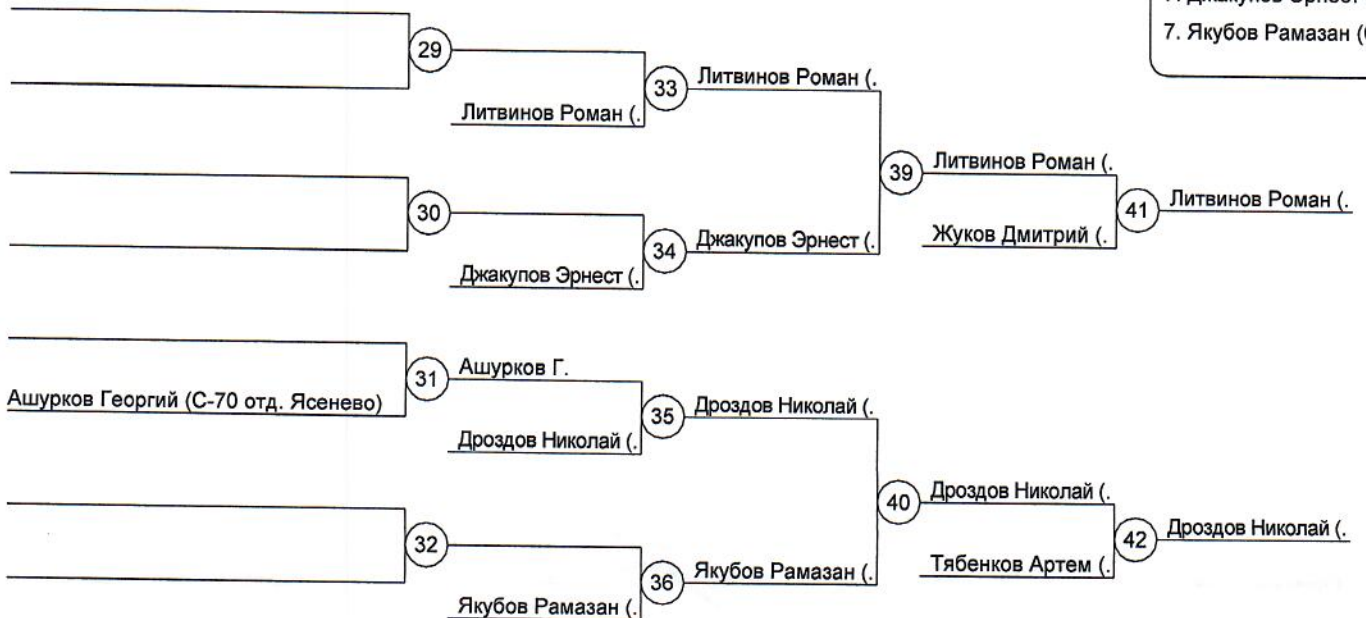 7. Якубов Рамазан (
29
Литвинов Роман (.
33
Литвинов Роман (.
39
Литвинов Роман (.
30
Джакупов Эрнест (.
34
Джакупов Эрнест (.
Жуков Дмитрий (.
41
Литвинов Роман (.
Ашурков Георгий (С-70 отд. Ясенево)
31
Ашурков Г.
Дроздов Николай (.
35
Дроздов Николай (.
40
Дроздов Николай (.
32
Якубов Рамазан (.
36
Якубов Рамазан (.
Тябенков Артем (.
42
Дроздов Николай (.